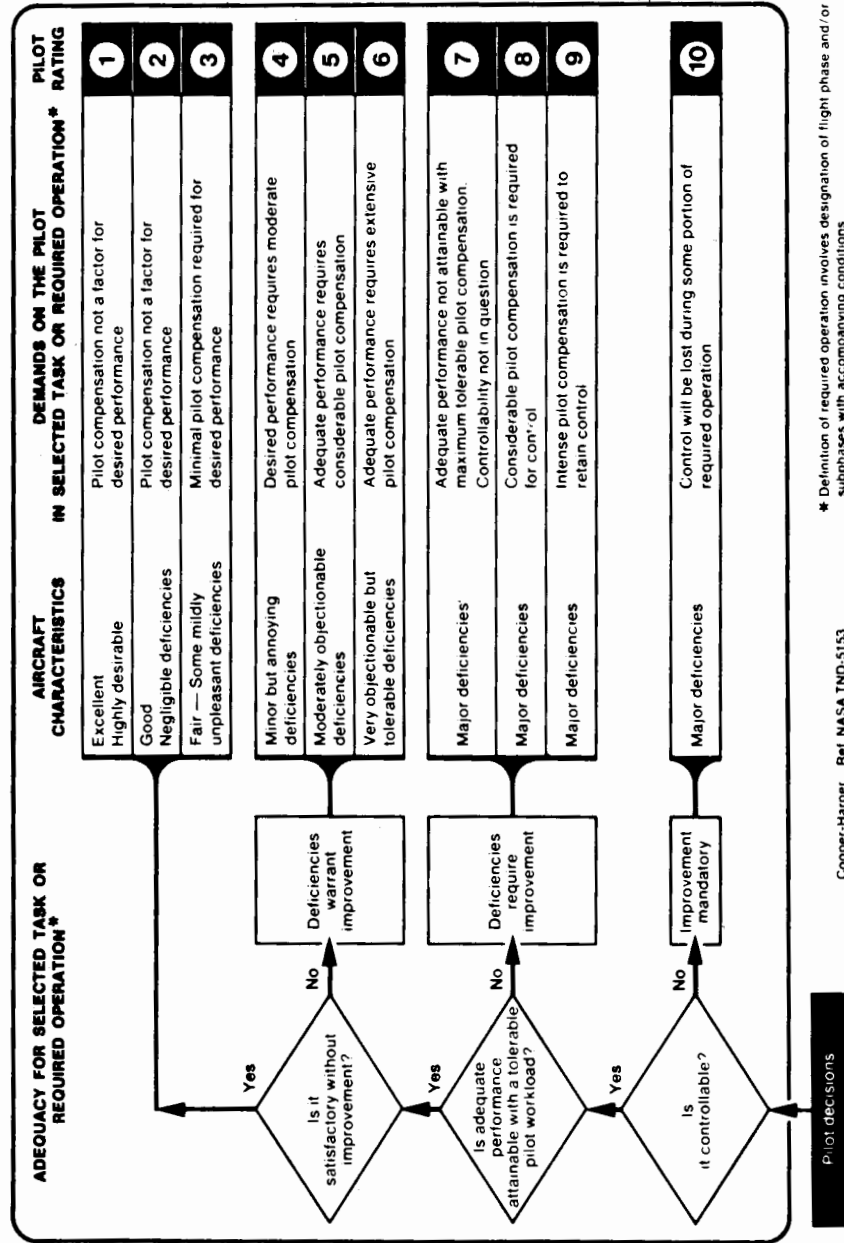 ADEQUACY FOR SELECTED TASK OR
REQUIRED OPERATION*
AIRCRAFT
CHARACTERISTICS
DEMANDS ON THE PILOT
IN SELECTED TASK OR REQUIRED OPERATION*
PILOT
RATING
Excellent
Highly desirable
Pilot compensation not a factor for
desired performance
1
Good
Negligible deficiencies
Pilot compensation not a factor for
desired performance
2
Fair — Some mildly
unpleasant deficiencies
Minimal pilot compensation required for
desired performance
3
Yes
Is it
satisfactory without
improvement?
No
Deficiencies
warrant
improvement
Minor but annoying
deficiencies
Desired performance requires moderate
pilot compensation
4
Moderately objectionable
deficiencies
Adequate performance requires
considerable pilot compensation
5
Very objectionable but
tolerable deficiencies
Adequate performance requires extensive
pilot compensation
6
Yes
Is adequate
performance
attainable with a tolerable
pilot workload?
No
Deficiencies
require
improvement
Major deficiencies
Adequate performance not attainable with
maximum tolerable pilot compensation.
Controllability not in question
7
Major deficiencies
Considerable pilot compensation is required
for control
8
Major deficiencies
Intense pilot compensation is required to
retain control
9
Yes
Is
it controllable?
No
Improvement
mandatory
Major deficiencies
Control will be lost during some portion of
required operation
10
Pilot decisions
Cooper-Harper Ref NASA TND-5153
* Definition of required operation involves designation of flight phase and/or
subphases with accompanying conditions